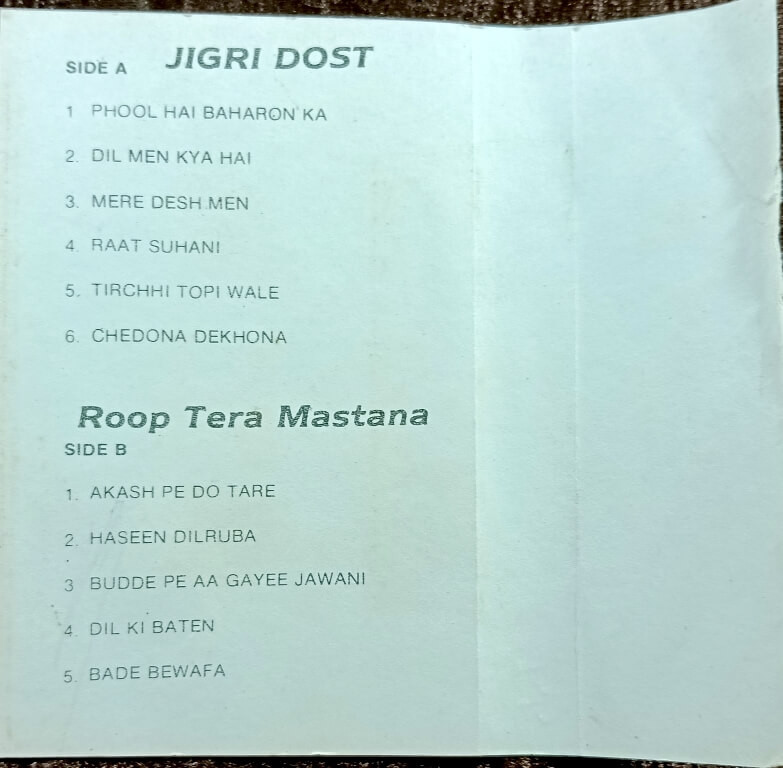 SIDE A JIGRI DOST
1 PHOOL HAI BAHARON KA
2. DIL MEN KYA HAI
3. MERE DESH MEN
4. RAAT SUHANI
5. TIRCHHI TOPI WALE
6. CHEDONA DEKHONA
Roop Tera Mastana
SIDE B
1. AKASH PE DO TARE
2. HASEEN DILRUBA
3 BUDDE PE AA GAYEE JAWANI
4. DIL KI BATEN
5. BADE BEWAFA